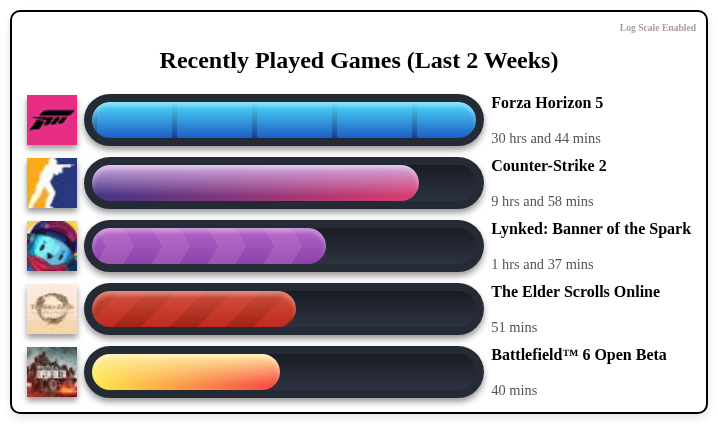 Log Scale Enabled
Recently Played Games (Last 2 Weeks)
Forza Horizon 5
30 hrs and 44 mins
Counter-Strike 2
9 hrs and 58 mins
Lynked: Banner of the Spark
1 hrs and 37 mins
The Elder Scrolls Online
51 mins
Battlefield™ 6 Open Beta
40 mins